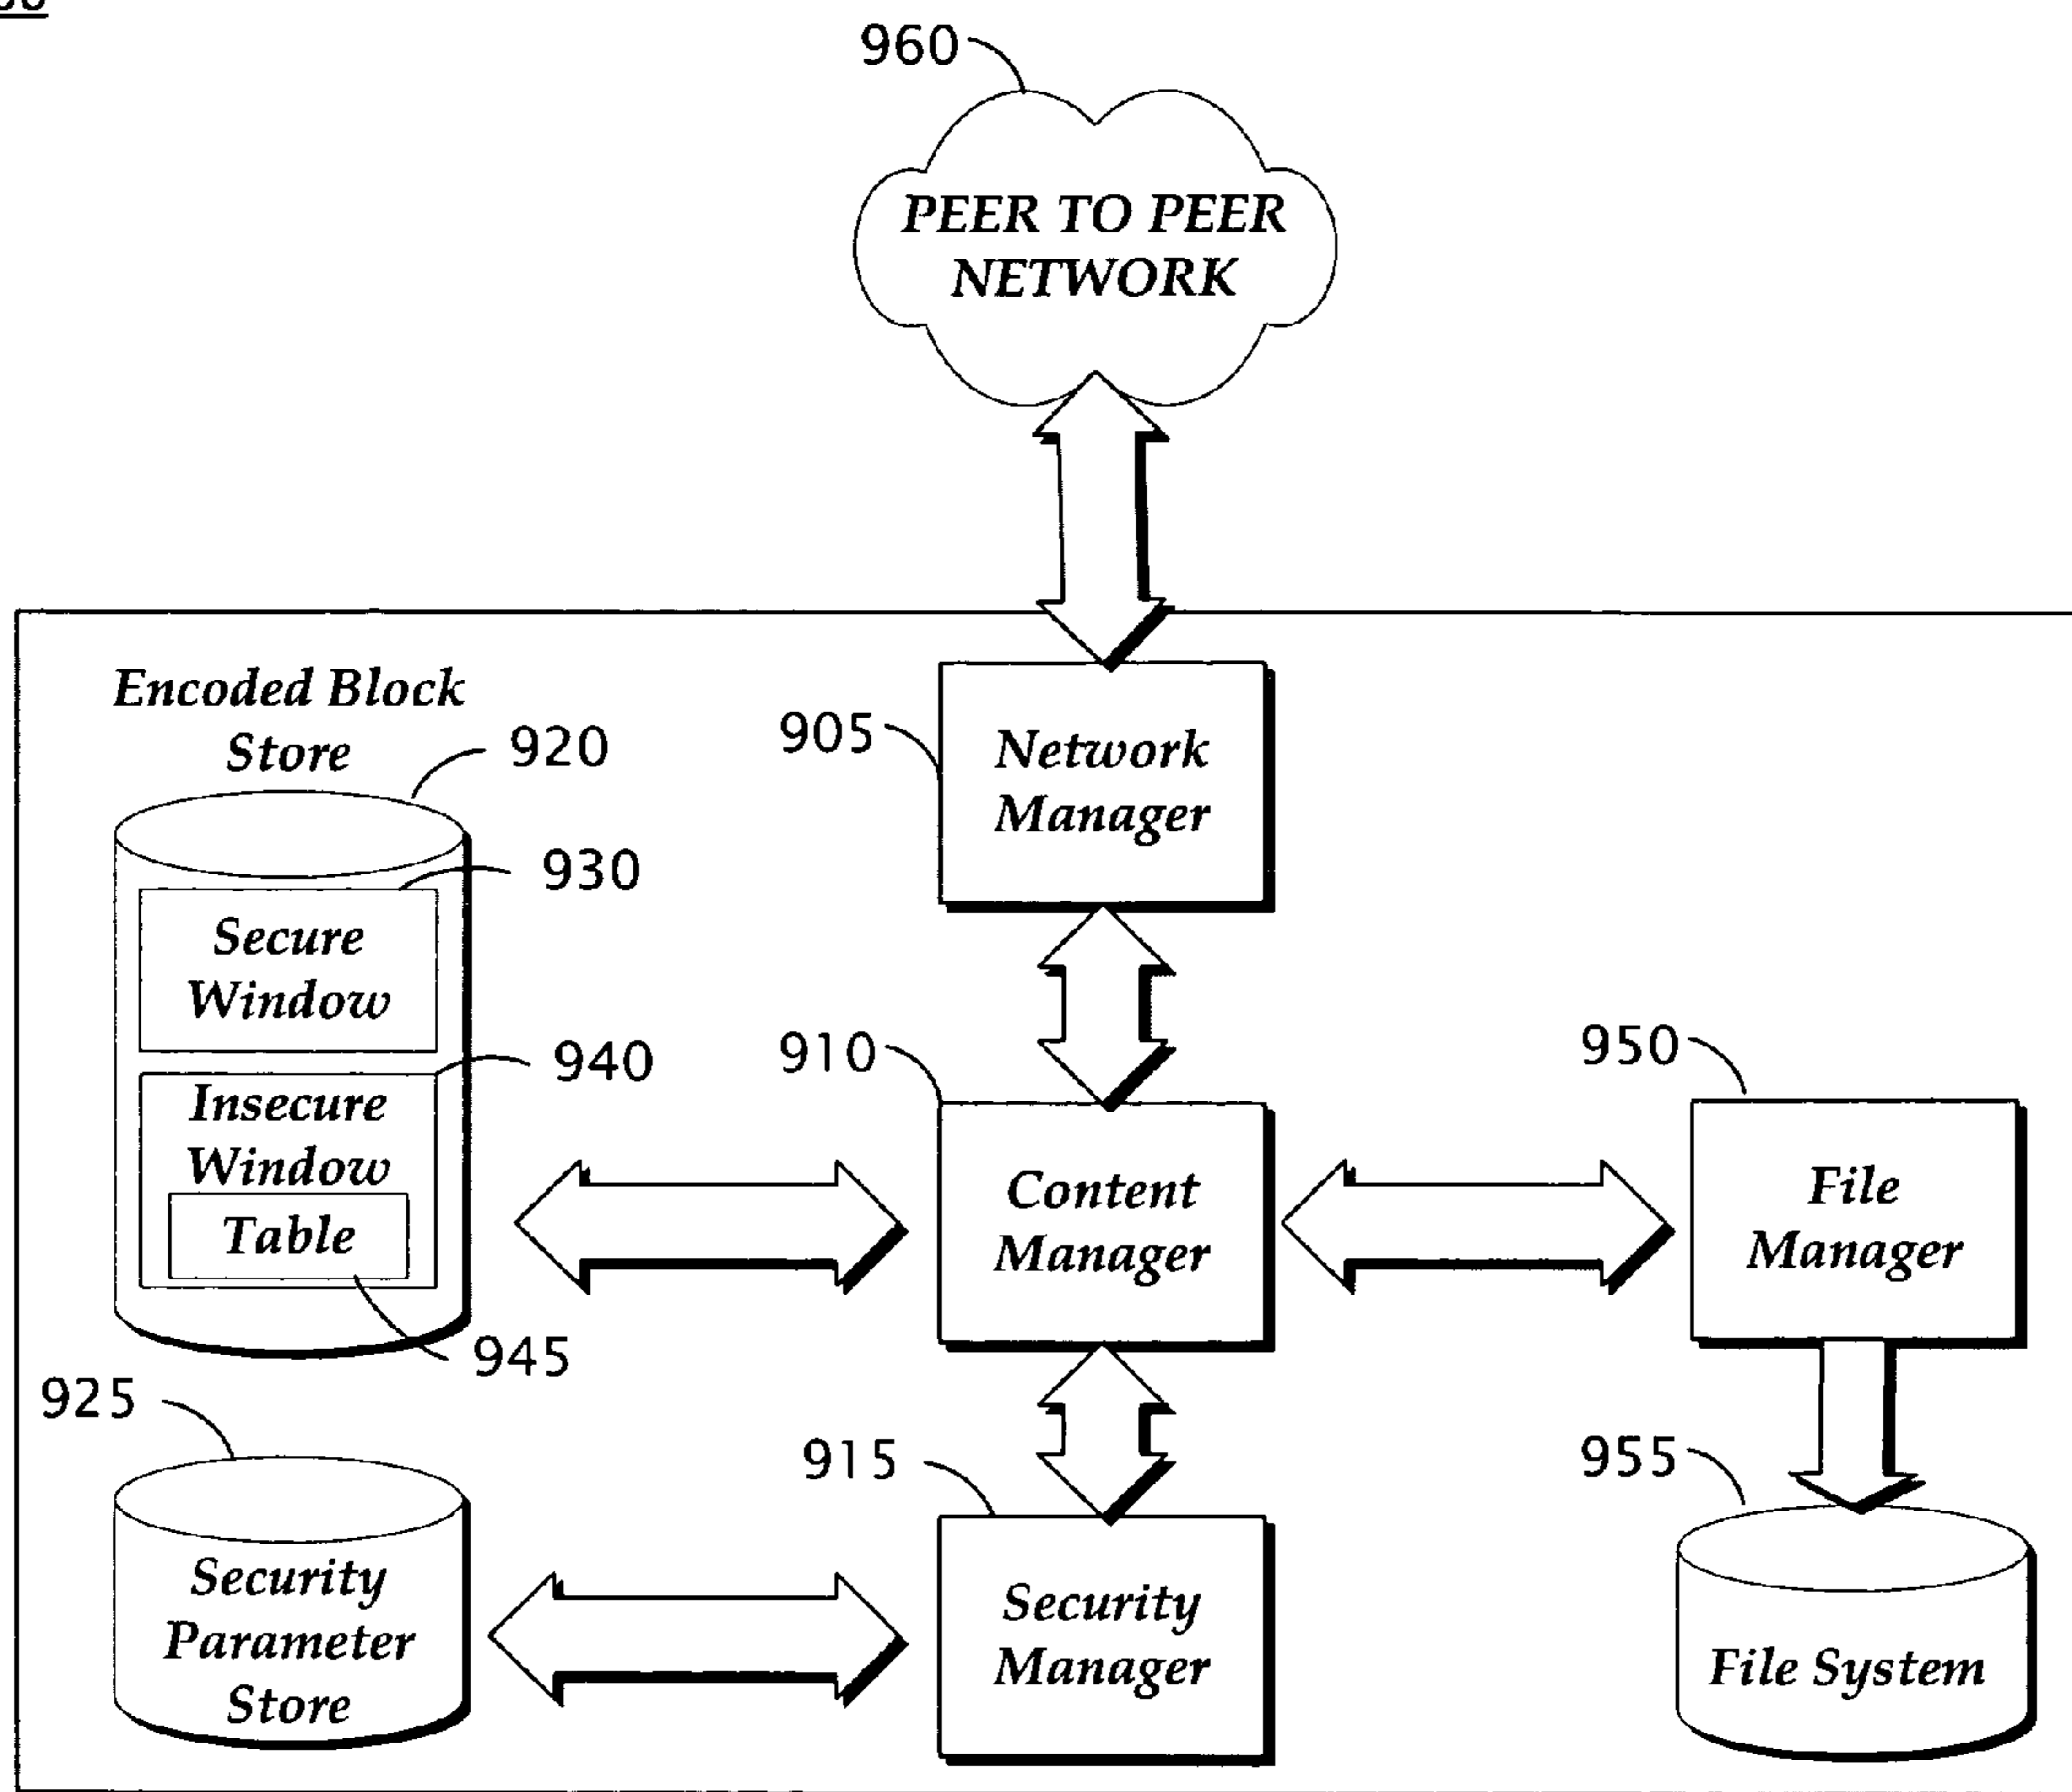 960
PEER TO PEER
NETWORK
Encoded Block
Store
920
905
Network
Manager
930
Secure
Window
940
Insecure
Window
Table
945
910
Content
Manager
950
File
Manager
925
Security
Parameter
Store
915
Security
Manager
955
File System